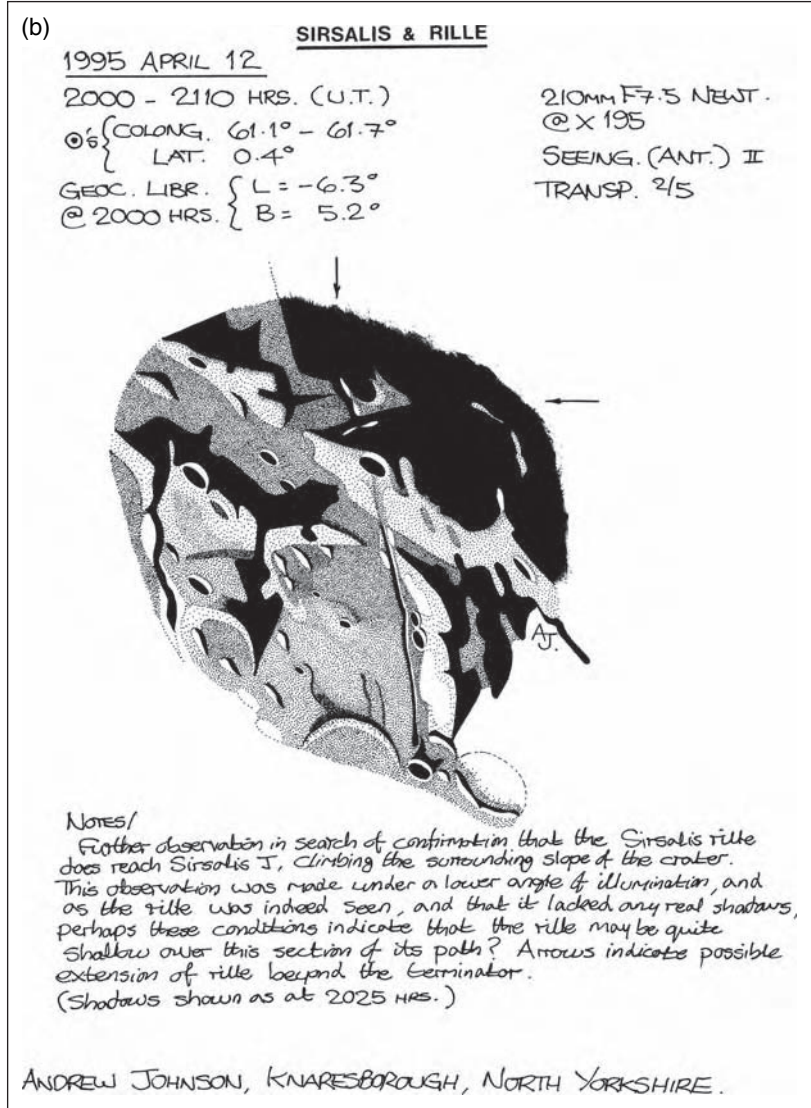 (b)
SIRSALIS & RILLE
1995 APRIL 12
2000 - 2110 HRS. (U.T.)
⊙'s { COLONG. 61.1° - 61.7°
LAT. 0.4°
GEOC. LIBR. { L = -6.3°
@ 2000 HRS. B = 5.2°
210MM F7.5 NEWT.
@ X 195
SEEING. (ANT.) II
TRANSP. 2/5
AJ.
NOTES/
Further observation in search of confirmation that the Sirsalis rille
does reach Sirsalis J, climbing the surrounding slope of the crater.
This observation was made under a lower angle of illumination, and
as the rille was indeed seen, and that it lacked any real shadows,
perhaps these conditions indicate that the rille may be quite
shallow over this section of its path? Arrows indicate possible
extension of rille beyond the terminator.
(Shadows shown as at 2025 HRS.)
ANDREW JOHNSON, KNARESBOROUGH, NORTH YORKSHIRE.